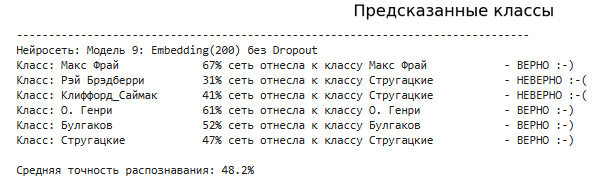 Предсказанные классы
--------------------------------------------------------------------------------
Нейросеть: Модель 9: Embedding(200) без Dropout
Класс: Макс Фрай 67% сеть отнесла к классу Макс Фрай - ВЕРНО :-)
Класс: Рэй Брэдберри 31% сеть отнесла к классу Стругацкие - НЕВЕРНО :-(
Класс: Клиффорд_Саймак 41% сеть отнесла к классу Стругацкие - НЕВЕРНО :-(
Класс: О. Генри 61% сеть отнесла к классу О. Генри - ВЕРНО :-)
Класс: Булгаков 52% сеть отнесла к классу Булгаков - ВЕРНО :-)
Класс: Стругацкие 47% сеть отнесла к классу Стругацкие - ВЕРНО :-)
Средняя точность распознавания: 48.2%